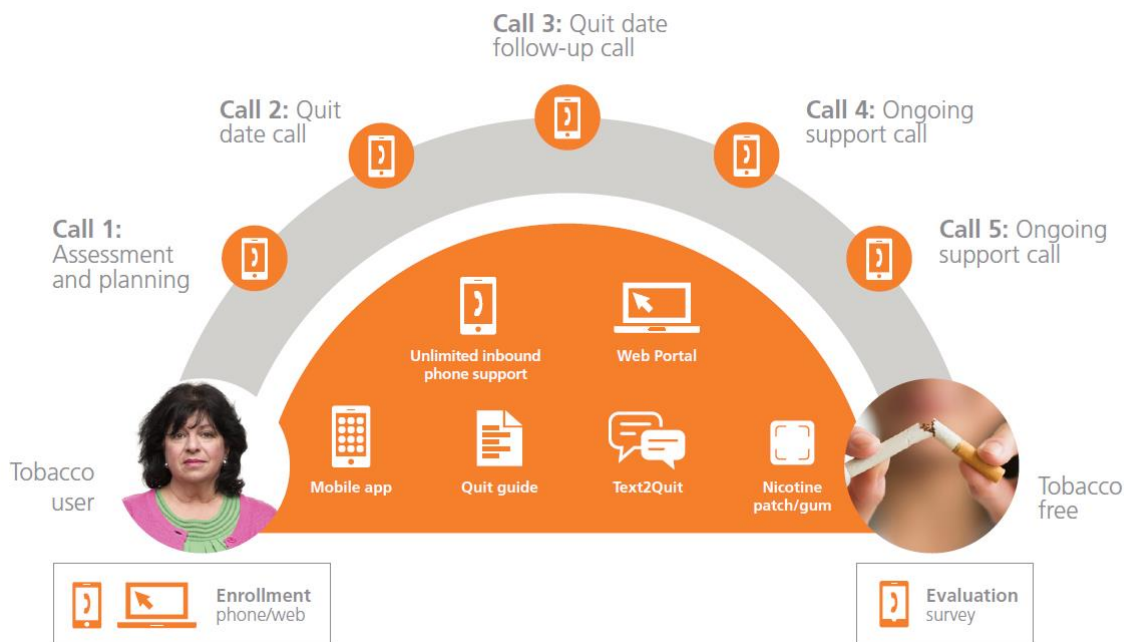 Call 3: Quit date
follow-up call
Call 2: Quit
date call
Call 4: Ongoing
support call
Call 1:
Assessment
and planning
Call 5: Ongoing
support call
Unlimited inbound
phone support
Web Portal
Mobile app
Quit guide
Text2Quit
Nicotine
patch/gum
Tobacco
user
Tobacco
free
Enrollment
phone/web
Evaluation
survey